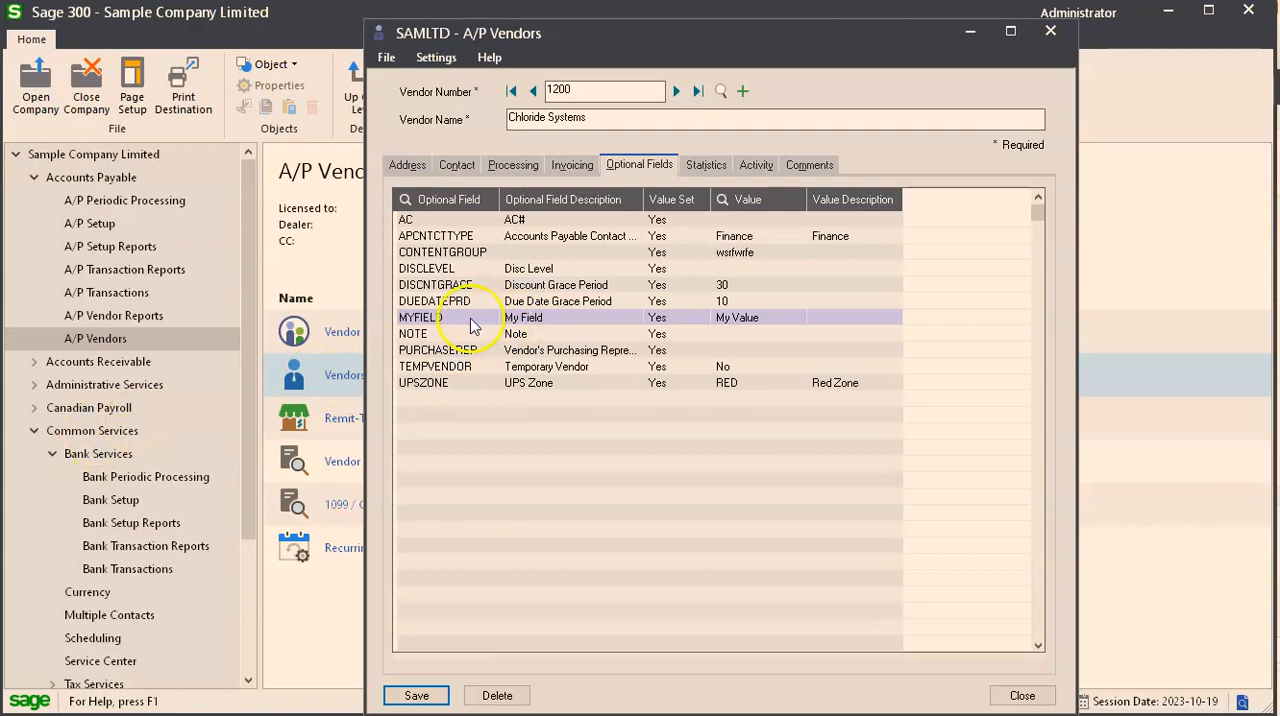 Sage 300 - Sample Company Limited
Administrator
Home
Open Company
Close Company
Page Setup
Print Destination
File
Object
Properties
Objects
Up O
Le
De
Sample Company Limited
Accounts Payable
A/P Periodic Processing
A/P Setup
A/P Setup Reports
A/P Transaction Reports
A/P Transactions
A/P Vendor Reports
A/P Vendors
Accounts Receivable
Administrative Services
Canadian Payroll
Common Services
Bank Services
Bank Periodic Processing
Bank Setup
Bank Setup Reports
Bank Transaction Reports
Bank Transactions
Currency
Multiple Contacts
Scheduling
Service Center
Tax Services
A/P Vend
Licensed to:
Dealer:
CC:
Name
Vendor
Vendors
Remit-T
Vendor
1099 / C
Recurrin
SAMLTD - A/P Vendors
File Settings Help
Vendor Number * 1200
Vendor Name * Chloride Systems
* Required
Address Contact Processing Invoicing Optional Fields Statistics Activity Comments
Optional Field Optional Field Description Value Set Value Value Description
AC AC# Yes
APCNTCTTYPE Accounts Payable Contact ... Yes Finance Finance
CONTENTGROUP Yes wsrfwrfe
DISCLEVEL Disc Level Yes
DISCNTGRACE Discount Grace Period Yes 30
DUEDATEPRD Due Date Grace Period Yes 10
MYFIELD My Field Yes My Value
NOTE Note Yes
PURCHASEREP Vendor's Purchasing Repre... Yes
TEMPVENDOR Temporary Vendor Yes No
UPSZONE UPS Zone Yes RED Red Zone
Save Delete Close
sage For Help, press F1
Session Date: 2023-10-19